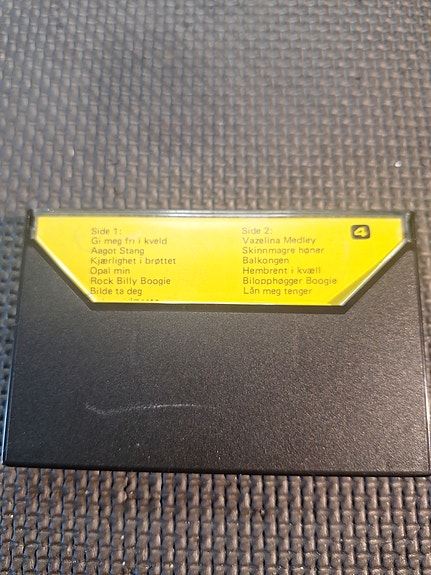 Side 1:
Gi meg fri i kveld
Aagot Stang
Kjærlighet i brøttet
Opal min
Rock Billy Boogie
Bilde ta deg
Side 2:
Vazelina Medley
Skinnmagre høner
Balkongen
Hembrent i kvæll
Bilopphøgger Boogie
Lån meg tenger
4